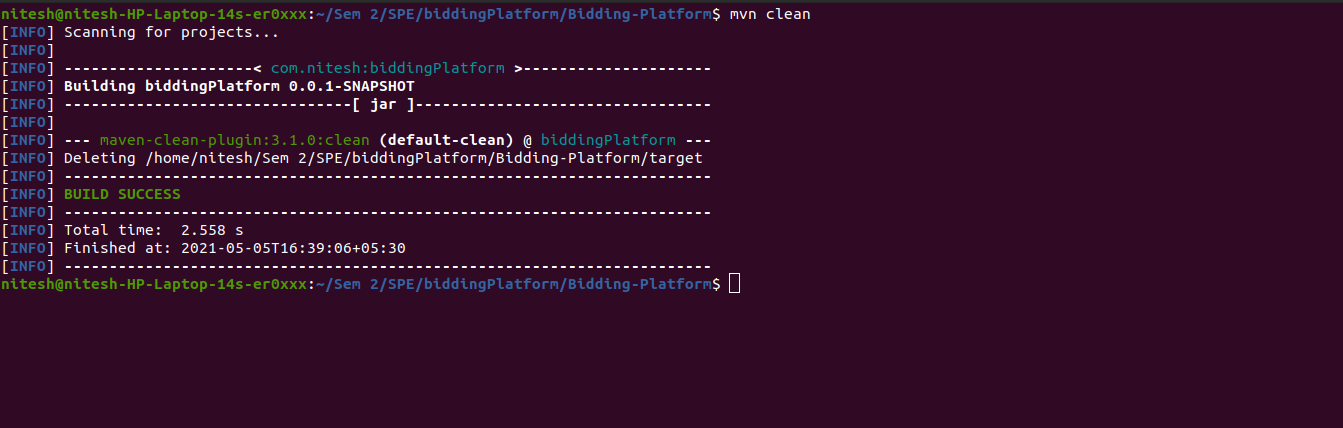 nitesh@nitesh-HP-Laptop-14s-er0xxx:~/Sem 2/SPE/biddingPlatform/Bidding-Platform$ mvn clean
[INFO] Scanning for projects...
[INFO]
[INFO] ---------------------< com.nitesh:biddingPlatform >---------------------
[INFO] Building biddingPlatform 0.0.1-SNAPSHOT
[INFO] --------------------------------[ jar ]---------------------------------
[INFO]
[INFO] --- maven-clean-plugin:3.1.0:clean (default-clean) @ biddingPlatform ---
[INFO] Deleting /home/nitesh/Sem 2/SPE/biddingPlatform/Bidding-Platform/target
[INFO] ------------------------------------------------------------------------
[INFO] BUILD SUCCESS
[INFO] ------------------------------------------------------------------------
[INFO] Total time:  2.558 s
[INFO] Finished at: 2021-05-05T16:39:06+05:30
[INFO] ------------------------------------------------------------------------
nitesh@nitesh-HP-Laptop-14s-er0xxx:~/Sem 2/SPE/biddingPlatform/Bidding-Platform$